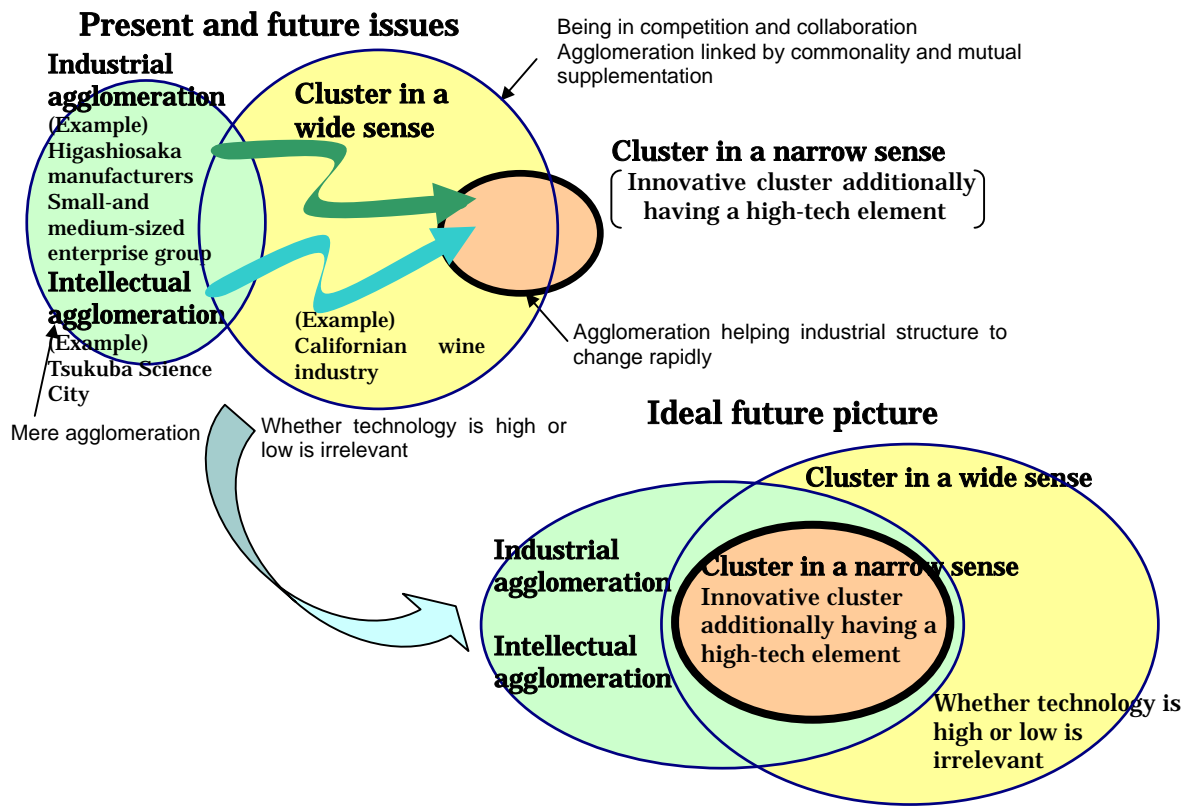 Present and future issues
Being in competition and collaboration
Agglomeration linked by commonality and mutual
supplementation
Industrial
agglomeration
(Example)
Higashiosaka
manufacturers
Small-and
medium-sized
enterprise group
Intellectual
agglomeration
(Example)
Tsukuba Science
City
Cluster in a
wide sense
Cluster in a narrow sense
Innovative cluster additionally
having a high-tech element
(Example)
Californian wine
industry
Agglomeration helping industrial structure to
change rapidly
Mere agglomeration
Whether technology is high or
low is irrelevant
Ideal future picture
Cluster in a wide sense
Industrial
agglomeration
Intellectual
agglomeration
Cluster in a narrow sense
Innovative cluster
additionally having a
high-tech element
Whether technology is
high or low is
irrelevant